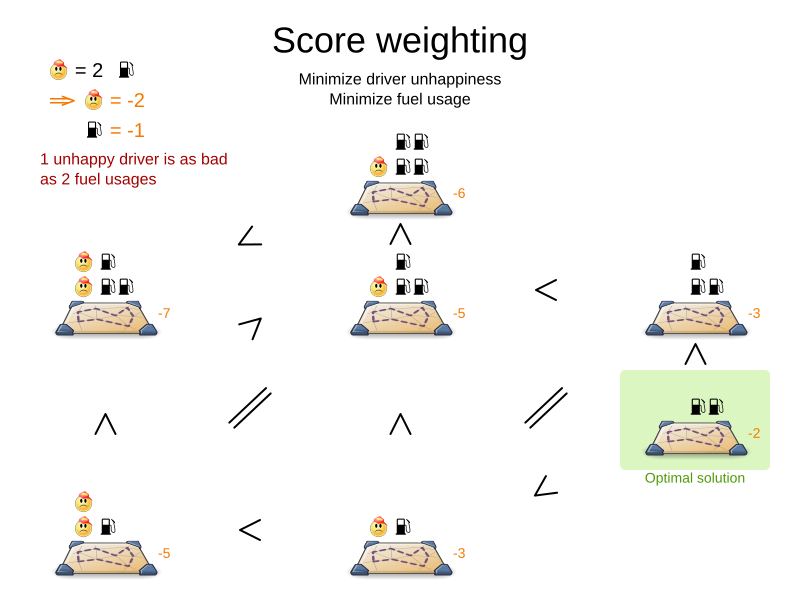 Score weighting
Minimize driver unhappiness
Minimize fuel usage
= 2
= -2
= -1
1 unhappy driver is as bad
as 2 fuel usages
-6
-7
-5
-3
-2
Optimal solution
-5
-3